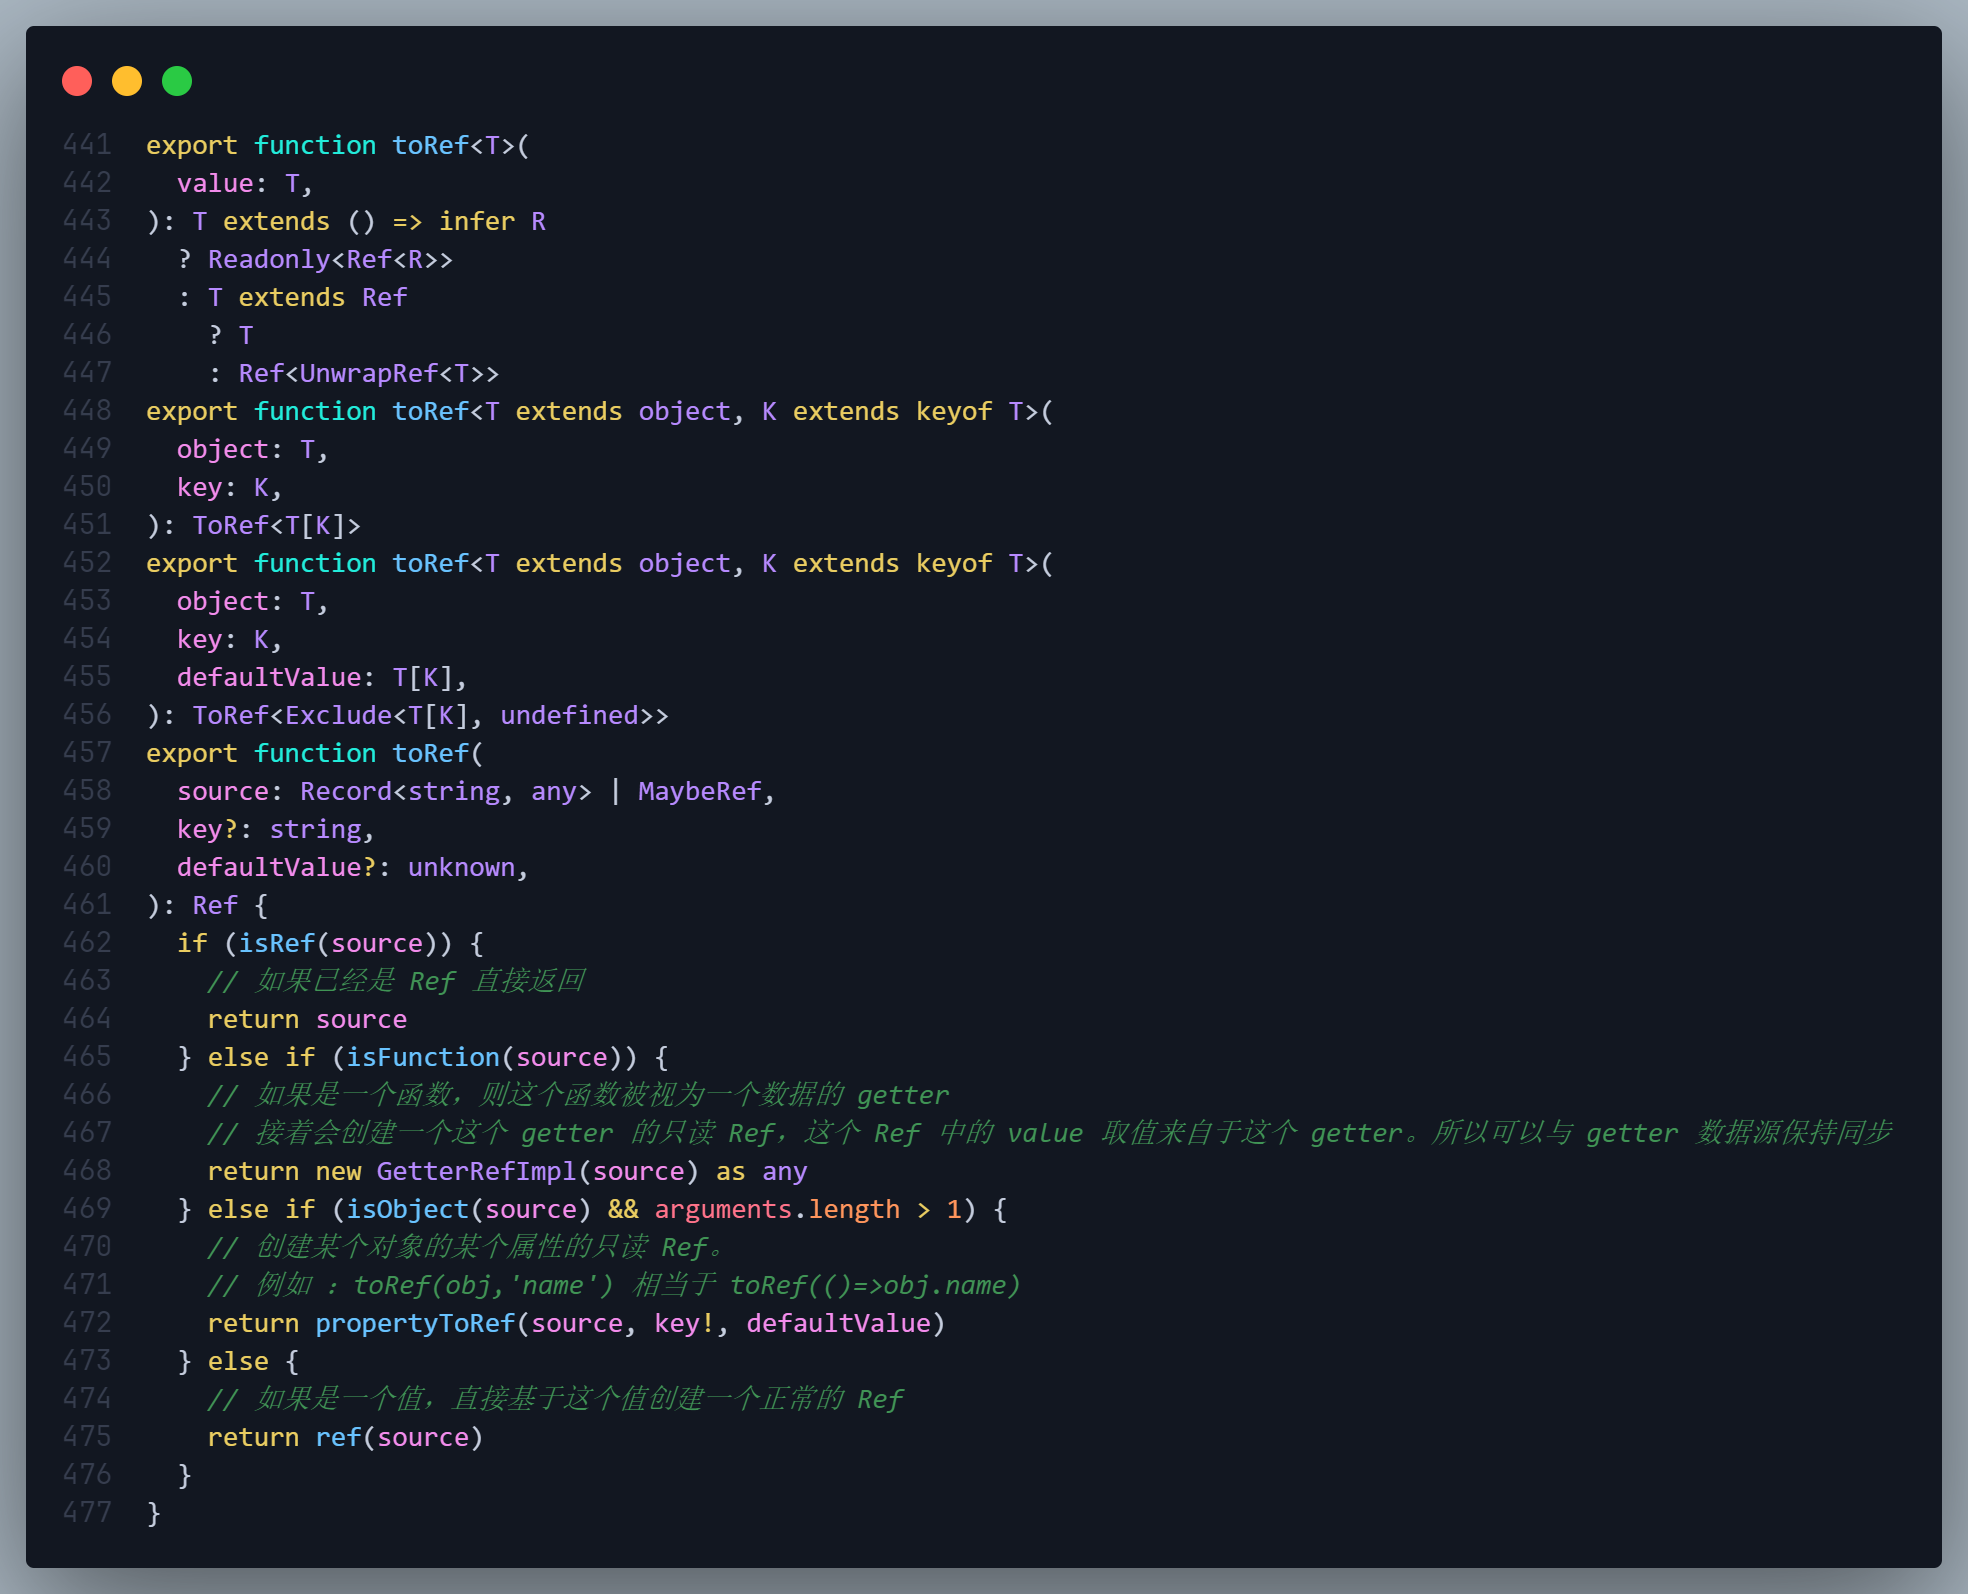 441 export function toRef<T>(
442   value: T,
443 ): T extends () => infer R
444   ? Readonly<Ref<R>>
445   : T extends Ref
446     ? T
447     : Ref<UnwrapRef<T>>
448 export function toRef<T extends object, K extends keyof T>(
449   object: T,
450   key: K,
451 ): ToRef<T[K]>
452 export function toRef<T extends object, K extends keyof T>(
453   object: T,
454   key: K,
455   defaultValue: T[K],
456 ): ToRef<Exclude<T[K], undefined>>
457 export function toRef(
458   source: Record<string, any> | MaybeRef,
459   key?: string,
460   defaultValue?: unknown,
461 ): Ref {
462   if (isRef(source)) {
463     // 如果已经是 Ref 直接返回
464     return source
465   } else if (isFunction(source)) {
466     // 如果是一个函数，则这个函数被视为一个数据的 getter
467     // 接着会创建一个这个 getter 的只读 Ref，这个 Ref 中的 value 取值来自于这个 getter。所以可以与 getter 数据源保持同步
468     return new GetterRefImpl(source) as any
469   } else if (isObject(source) && arguments.length > 1) {
470     // 创建某个对象的某个属性的只读 Ref。
471     // 例如 ：toRef(obj,'name') 相当于 toRef(()=>obj.name)
472     return propertyToRef(source, key!, defaultValue)
473   } else {
474     // 如果是一个值，直接基于这个值创建一个正常的 Ref
475     return ref(source)
476   }
477 }